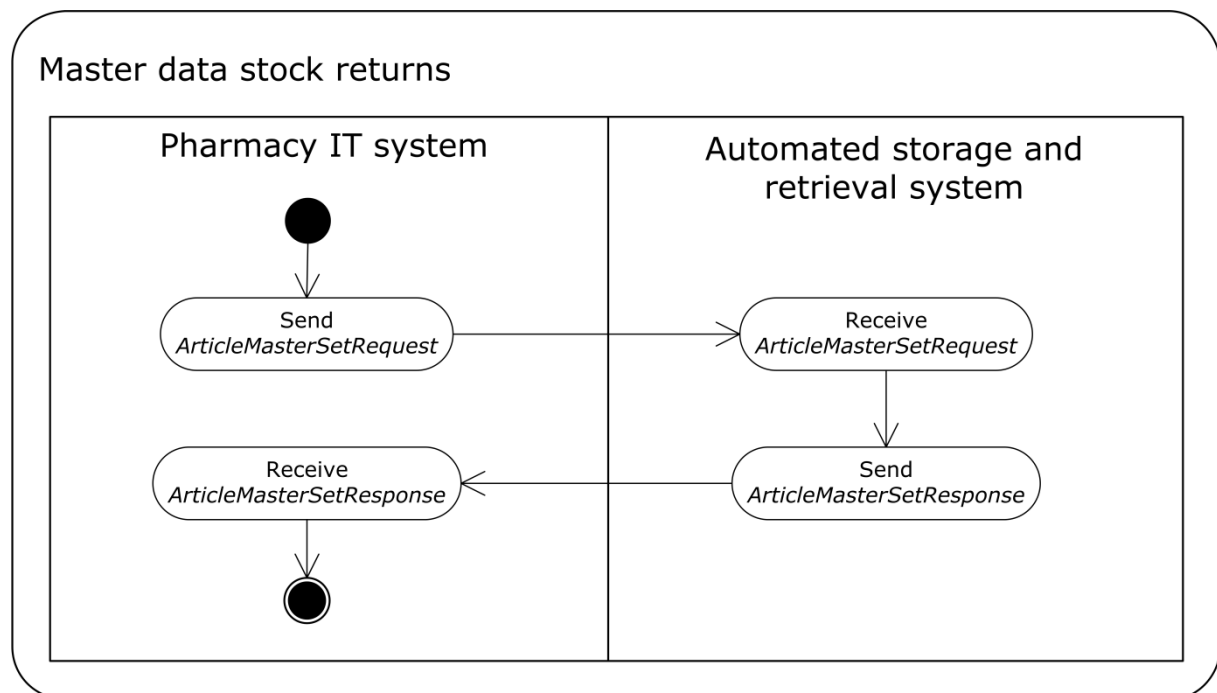 Master data stock returns
Pharmacy IT system
Automated storage and
retrieval system
Send
ArticleMasterSetRequest
Receive
ArticleMasterSetRequest
Receive
ArticleMasterSetResponse
Send
ArticleMasterSetResponse